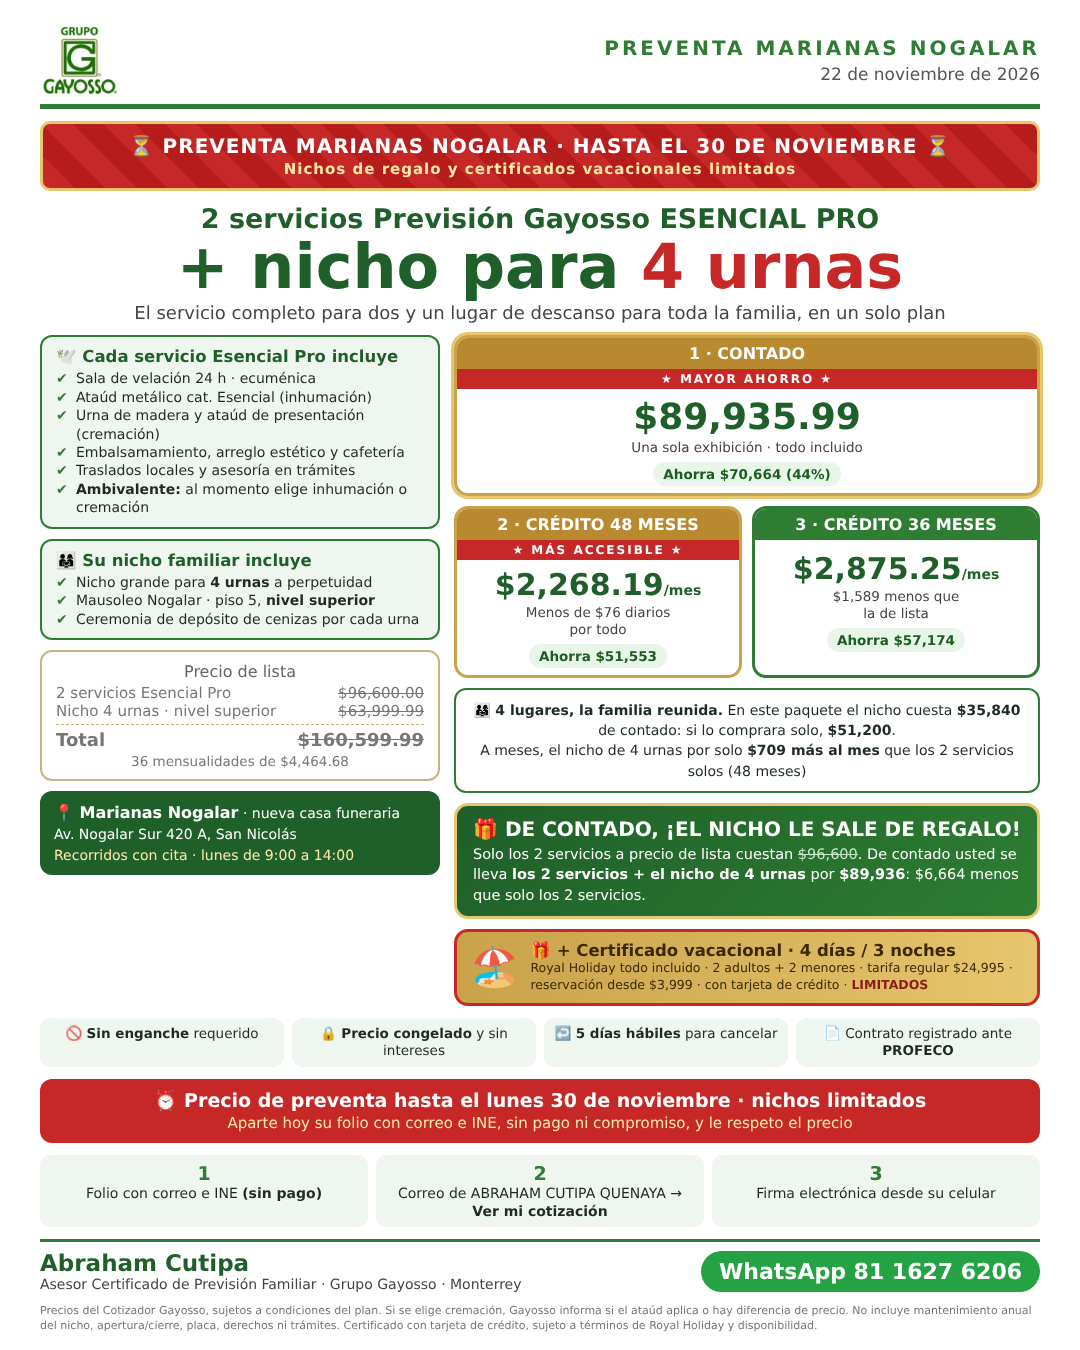 GRUPO
GAYOSSO
PREVENTA MARIANAS NOGALAR
22 de noviembre de 2026
⏳ PREVENTA MARIANAS NOGALAR · HASTA EL 30 DE NOVIEMBRE ⏳
Nichos de regalo y certificados vacacionales limitados
2 servicios Previsión Gayosso ESENCIAL PRO
+ nicho para 4 urnas
El servicio completo para dos y un lugar de descanso para toda la familia, en un solo plan
🕊️ Cada servicio Esencial Pro incluye
✔ Sala de velación 24 h · ecuménica
✔ Ataúd metálico cat. Esencial (inhumación)
✔ Urna de madera y ataúd de presentación
(cremación)
✔ Embalsamamiento, arreglo estético y cafetería
✔ Traslados locales y asesoría en trámites
✔ Ambivalente: al momento elige inhumación o
cremación
👨‍👩‍👧‍👦 Su nicho familiar incluye
✔ Nicho grande para 4 urnas a perpetuidad
✔ Mausoleo Nogalar · piso 5, nivel superior
✔ Ceremonia de depósito de cenizas por cada urna
Precio de lista
2 servicios Esencial Pro $96,600.00
Nicho 4 urnas · nivel superior $63,999.99
Total $160,599.99
36 mensualidades de $4,464.68
📍 Marianas Nogalar · nueva casa funeraria
Av. Nogalar Sur 420 A, San Nicolás
Recorridos con cita · lunes de 9:00 a 14:00
1 · CONTADO
★ MAYOR AHORRO ★
$89,935.99
Una sola exhibición · todo incluido
Ahorra $70,664 (44%)
2 · CRÉDITO 48 MESES
★ MÁS ACCESIBLE ★
$2,268.19/mes
Menos de $76 diarios
por todo
Ahorra $51,553
3 · CRÉDITO 36 MESES
$2,875.25/mes
$1,589 menos que
la de lista
Ahorra $57,174
👨‍👩‍👧‍👦 4 lugares, la familia reunida. En este paquete el nicho cuesta $35,840
de contado: si lo comprara solo, $51,200.
A meses, el nicho de 4 urnas por solo $709 más al mes que los 2 servicios
solos (48 meses)
🎁 DE CONTADO, ¡EL NICHO LE SALE DE REGALO!
Solo los 2 servicios a precio de lista cuestan $96,600. De contado usted se
lleva los 2 servicios + el nicho de 4 urnas por $89,936: $6,664 menos
que solo los 2 servicios.
🎁 + Certificado vacacional · 4 días / 3 noches
Royal Holiday todo incluido · 2 adultos + 2 menores · tarifa regular $24,995 ·
reservación desde $3,999 · con tarjeta de crédito · LIMITADOS
🚫 Sin enganche requerido
🔒 Precio congelado y sin
intereses
↩️ 5 días hábiles para cancelar
📄 Contrato registrado ante
PROFECO
⏰ Precio de preventa hasta el lunes 30 de noviembre · nichos limitados
Aparte hoy su folio con correo e INE, sin pago ni compromiso, y le respeto el precio
1
Folio con correo e INE (sin pago)
2
Correo de ABRAHAM CUTIPA QUENAYA →
Ver mi cotización
3
Firma electrónica desde su celular
Abraham Cutipa
Asesor Certificado de Previsión Familiar · Grupo Gayosso · Monterrey
WhatsApp 81 1627 6206
Precios del Cotizador Gayosso, sujetos a condiciones del plan. Si se elige cremación, Gayosso informa si el ataúd aplica o hay diferencia de precio. No incluye mantenimiento anual
del nicho, apertura/cierre, placa, derechos ni trámites. Certificado con tarjeta de crédito, sujeto a términos de Royal Holiday y disponibilidad.